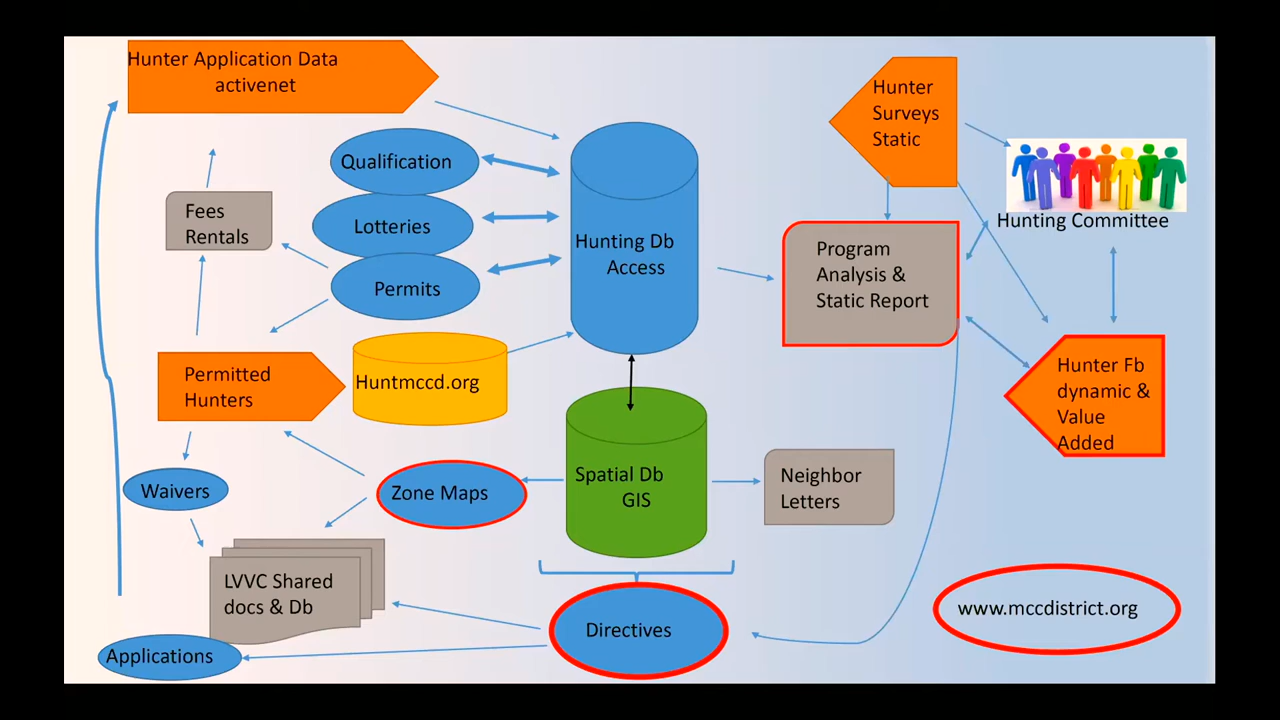 Hunter Application Data
activenet
Qualification
Lotteries
Permits
Fees
Rentals
Hunting Db
Access
Hunter
Surveys
Static
Hunting Committee
Program
Analysis &
Static Report
Permitted
Hunters
Huntmccd.org
Hunter Fb
dynamic &
Value
Added
Waivers
Zone Maps
Spatial Db
GIS
Neighbor
Letters
LVVC Shared
docs & Db
Directives
www.mccdistrict.org
Applications